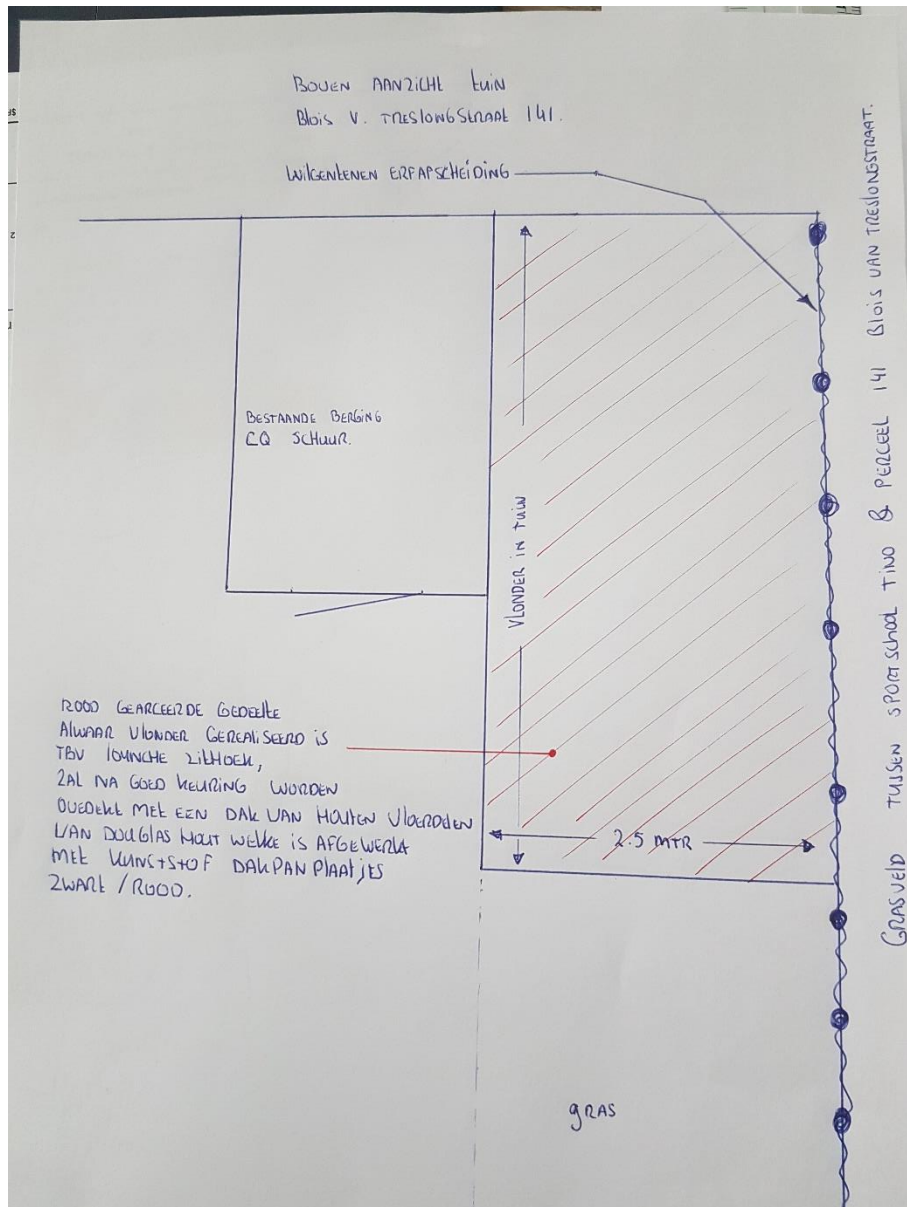 BOVEN AANZICHT tUIN
BLOIS V. TRESLONGSTRAAT 141.
WILGENTENEN ERFAFSCHEIDING
BESTAANDE BERGING
CQ SCHUUR.
VLONDER IN tUIN
ROOD GEARCEERDE GEDEELTE
ALWAAR VLONDER GEREALISEERD IS
TBV LOUNCHE ZITHOEK,
ZAL NA GOED KEURING WORDEN
OVEDEKT MET EEN DAK VAN HOUTEN VLOERDELEN
VAN DOUGLAS HOUT WELKE IS AFGEWERKT
MET KUNSTSTOF DAKPAN PLAATJES
ZWART / ROOD.
2.5 MTR
gRAS
GRASVELD TUSSEN SPORTSCHOOL TINO & PERCEEL 141 BLOIS VAN TRESLONGSTRAAT.